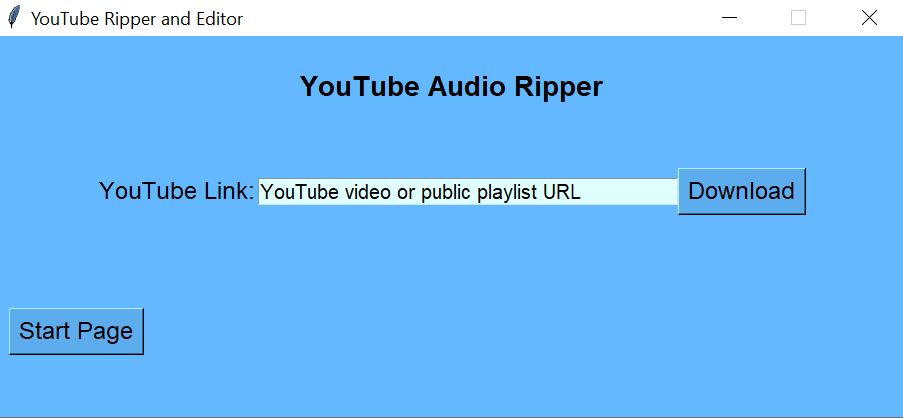 YouTube Ripper and Editor
YouTube Audio Ripper
YouTube Link: YouTube video or public playlist URL Download
Start Page